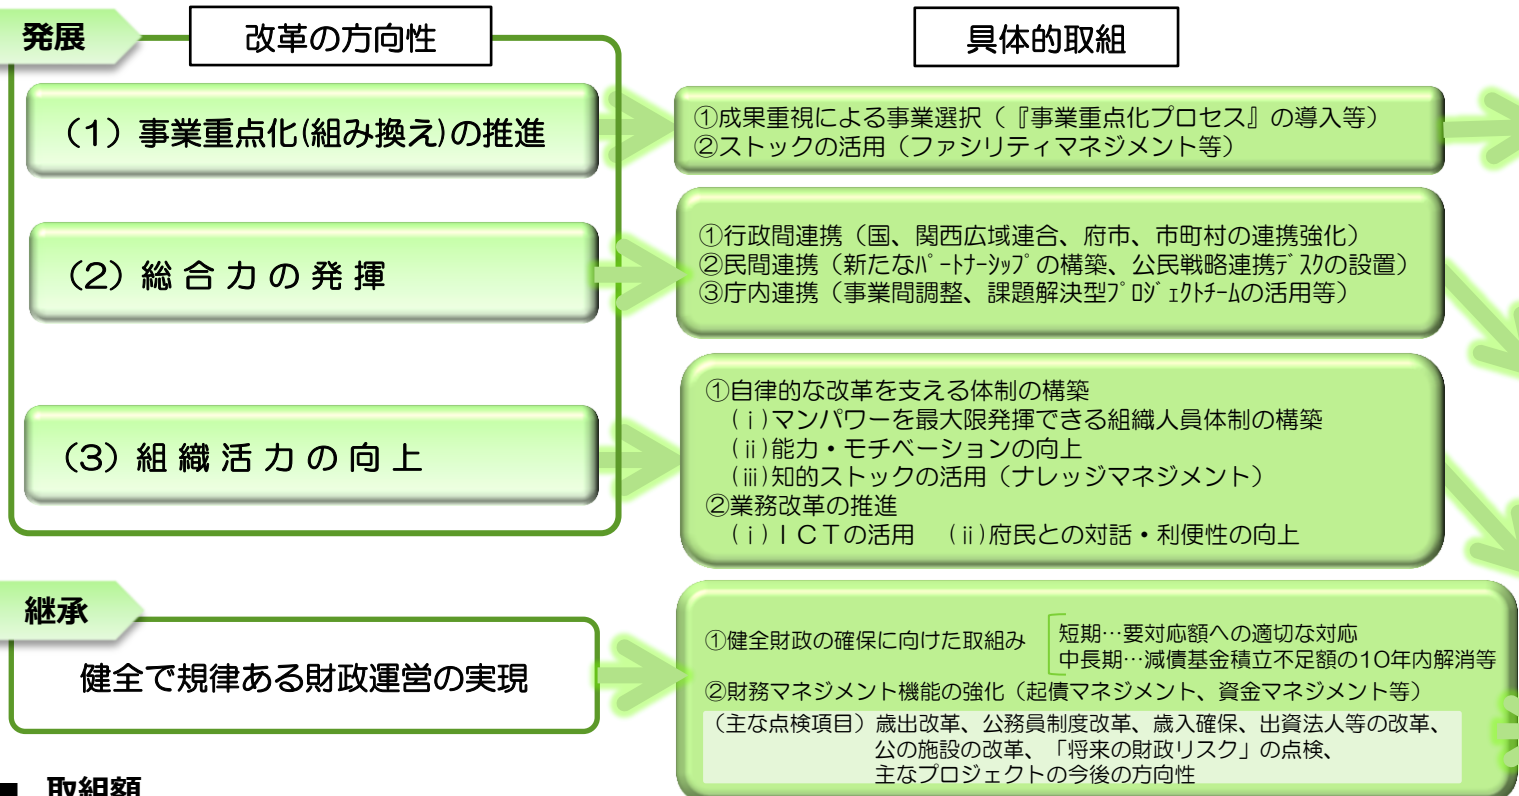 発展
改革の方向性
具体的取組
（１）事業重点化(組み換え)の推進
①成果重視による事業選択（『事業重点化プロセス』の導入等）
②ストックの活用（ファシリティマネジメント等）
（２）総 合 力 の 発 揮
①行政間連携（国、関西広域連合、府市、市町村の連携強化）
②民間連携（新たなﾊﾟｰﾄﾅｰｼｯﾌﾟの構築、公民戦略連携ﾃﾞｽｸの設置）
③庁内連携（事業間調整、課題解決型ﾌﾟﾛｼﾞｪｸﾄﾁｰﾑの活用等）
（３）組 織 活 力 の 向 上
①自律的な改革を支える体制の構築
(ⅰ)マンパワーを最大限発揮できる組織人員体制の構築
(ⅱ)能力・モチベーションの向上
(ⅲ)知的ストックの活用（ナレッジマネジメント）
②業務改革の推進
(ⅰ)ＩＣＴの活用　(ⅱ)府民との対話・利便性の向上
継承
健全で規律ある財政運営の実現
①健全財政の確保に向けた取組み
短期…要対応額への適切な対応
中長期…減債基金積立不足額の１０年内解消等
②財務マネジメント機能の強化（起債マネジメント、資金マネジメント等）
（主な点検項目）歳出改革、公務員制度改革、歳入確保、出資法人等の改革、
公の施設の改革、「将来の財政リスク」の点検、
主なプロジェクトの今後の方向性
■　取組額